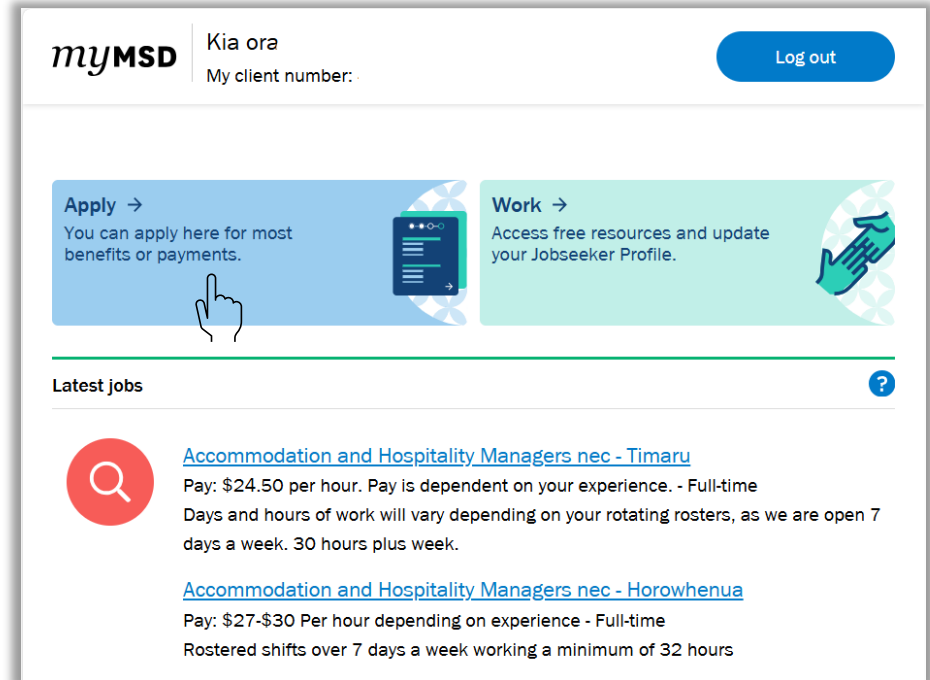 myMSD
Kia ora
My client number:
Log out
Apply →
You can apply here for most
benefits or payments.
Work →
Access free resources and update
your Jobseeker Profile.
Latest jobs
?
Accommodation and Hospitality Managers nec - Timaru
Pay: $24.50 per hour. Pay is dependent on your experience. - Full-time
Days and hours of work will vary depending on your rotating rosters, as we are open 7
days a week. 30 hours plus week.
Accommodation and Hospitality Managers nec - Horowhenua
Pay: $27-$30 Per hour depending on experience - Full-time
Rostered shifts over 7 days a week working a minimum of 32 hours